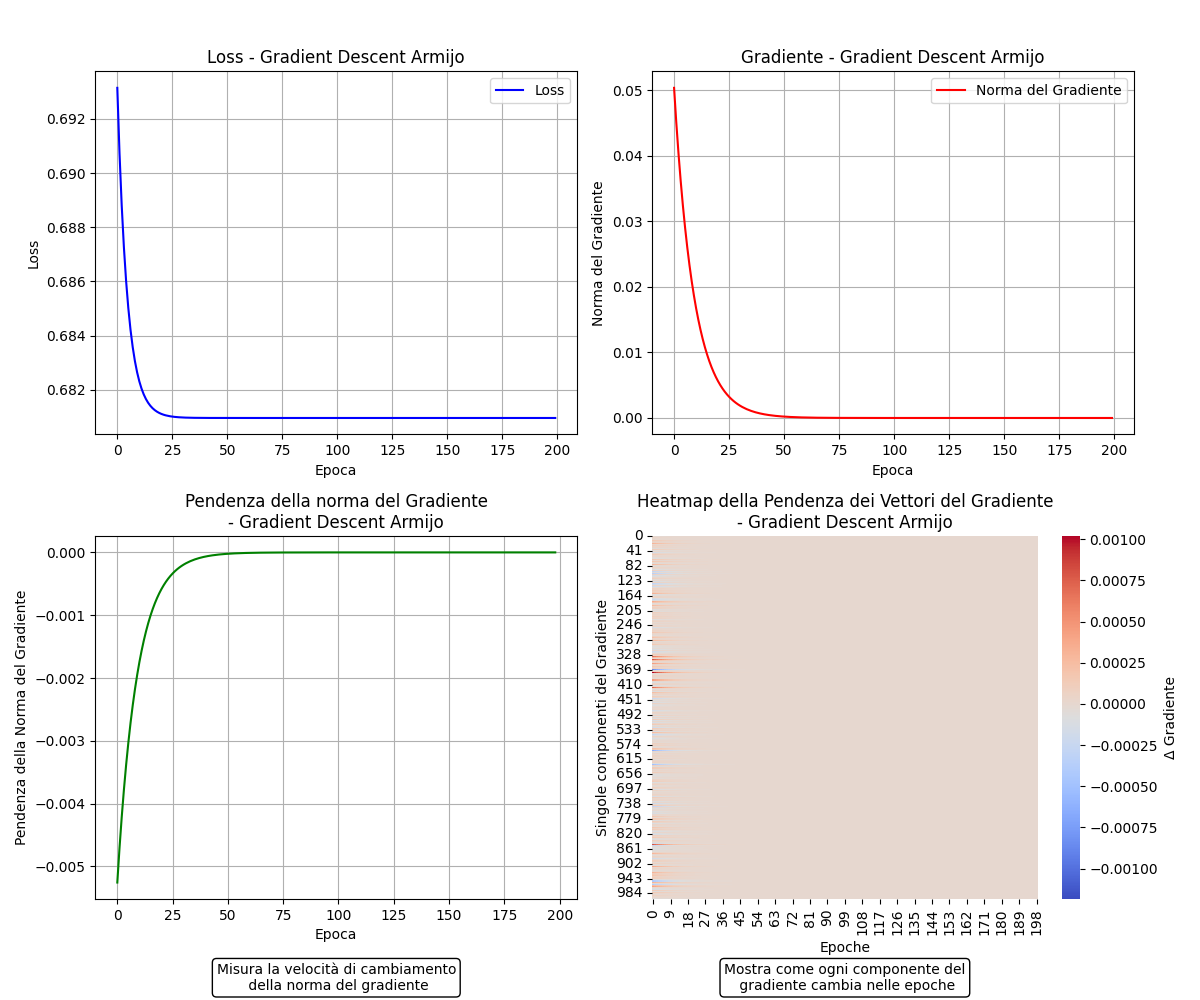 Loss - Gradient Descent Armijo
Loss
0.692
0.690
0.688
0.686
0.684
0.682
Loss
0 25 50 75 100 125 150 175 200
Epoca
Gradiente - Gradient Descent Armijo
Norma del Gradiente
0.05
0.04
0.03
0.02
0.01
0.00
Norma del Gradiente
0 25 50 75 100 125 150 175 200
Epoca
Pendenza della norma del Gradiente
- Gradient Descent Armijo
0.000
−0.001
−0.002
−0.003
−0.004
−0.005
Pendenza della Norma del Gradiente
0 25 50 75 100 125 150 175 200
Epoca
Misura la velocità di cambiamento
della norma del gradiente
Heatmap della Pendenza dei Vettori del Gradiente
- Gradient Descent Armijo
0
41
82
123
164
205
246
287
328
369
410
451
492
533
574
615
656
697
738
779
820
861
902
943
984
Singole componenti del Gradiente
0 9 18 27 36 45 54 63 72 81 90 99 108 117 126 135 144 153 162 171 180 189 198
Epoche
0.00100
0.00075
0.00050
0.00025
0.00000
−0.00025
−0.00050
−0.00075
−0.00100
Δ Gradiente
Mostra come ogni componente del
gradiente cambia nelle epoche